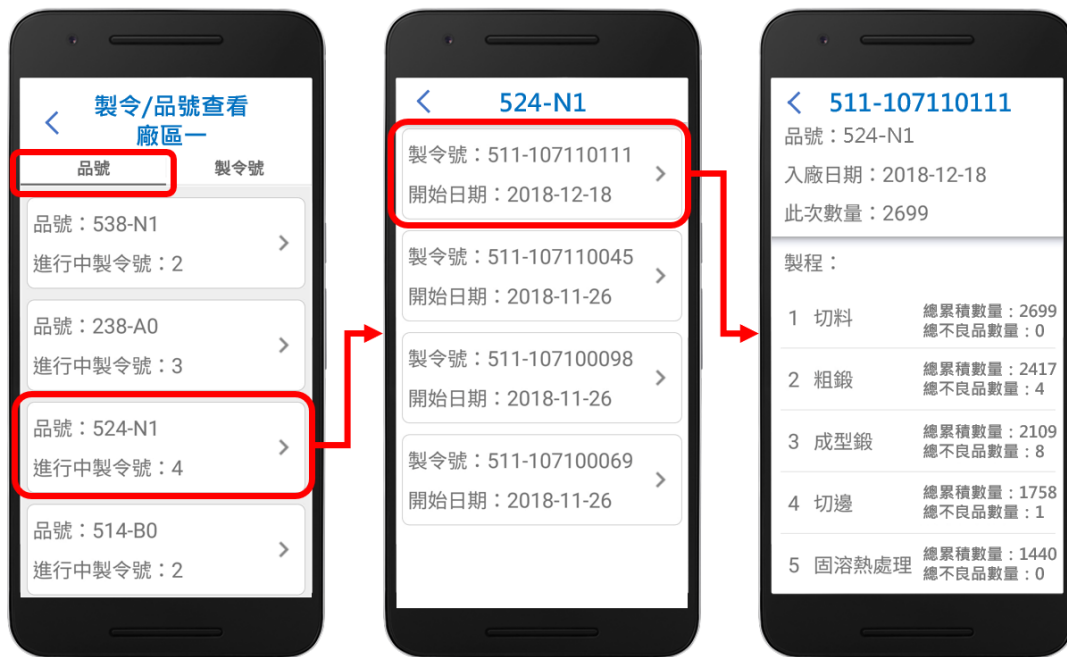 製令/品號查看
廠區一
品號
製令號
品號：538-N1
進行中製令號：2
品號：238-A0
進行中製令號：3
品號：524-N1
進行中製令號：4
品號：514-B0
進行中製令號：2
524-N1
製令號：511-107110111
開始日期：2018-12-18
製令號：511-107110045
開始日期：2018-11-26
製令號：511-107100098
開始日期：2018-11-26
製令號：511-107100069
開始日期：2018-11-26
511-107110111
品號：524-N1
入廠日期：2018-12-18
此次數量：2699
製程：
1 切料
總累積數量：2699
總不良品數量：0
2 粗鍛
總累積數量：2417
總不良品數量：4
3 成型鍛
總累積數量：2109
總不良品數量：8
4 切邊
總累積數量：1758
總不良品數量：1
5 固溶熱處理
總累積數量：1440
總不良品數量：0